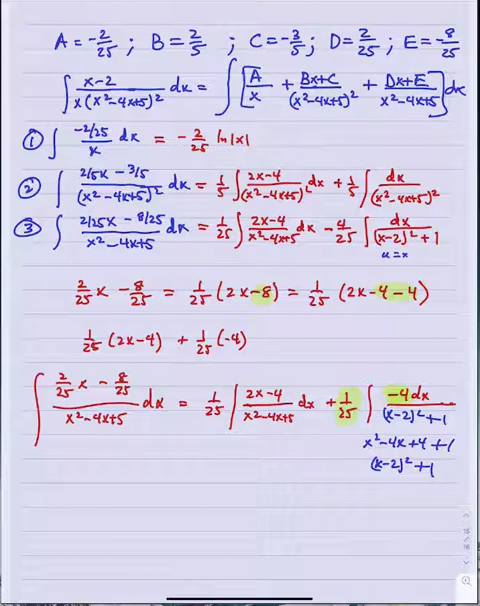 A = -2/25 ; B = 2/5 ; C = -3/5 ; D = 2/25 ; E = -8/25
∫ x-2 / x(x²-4x+5)² dx = ∫ [ A/x + Bx+C / (x²-4x+5)² + Dx+E / x²-4x+5 ] dx
① ∫ -2/25 / x dx = -2/25 ln|x|
② ∫ 2/5x - 3/5 / (x²-4x+5)² dx = 1/5 ∫ 2x-4 / (x²-4x+5)² dx + 1/5 ∫ dx / (x²-4x+5)²
③ ∫ 2/25x - 8/25 / x²-4x+5 dx = 1/25 ∫ 2x-4 / x²-4x+5 dx - 4/25 ∫ dx / (x-2)²+1
u=x
2/25 x - 8/25 = 1/25 (2x-8) = 1/25 (2x-4-4)
1/25 (2x-4) + 1/25 (-4)
∫ 2/25 x - 8/25 / x²-4x+5 dx = 1/25 ∫ 2x-4 / x²-4x+5 dx + 1/25 ∫ -4dx / (x-2)²+1
x²-4x+4+1
(x-2)²+1